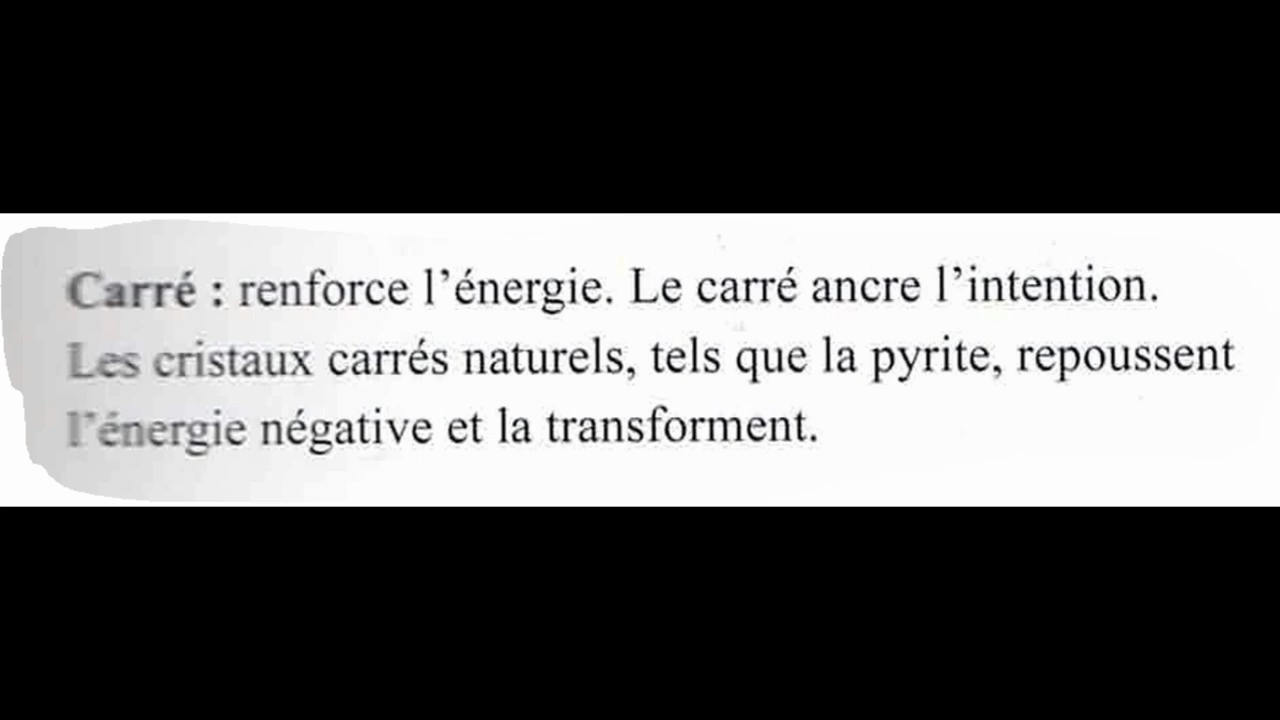 Carré : renforce l’énergie. Le carré ancre l’intention.
Les cristaux carrés naturels, tels que la pyrite, repoussent
l’énergie négative et la transforment.